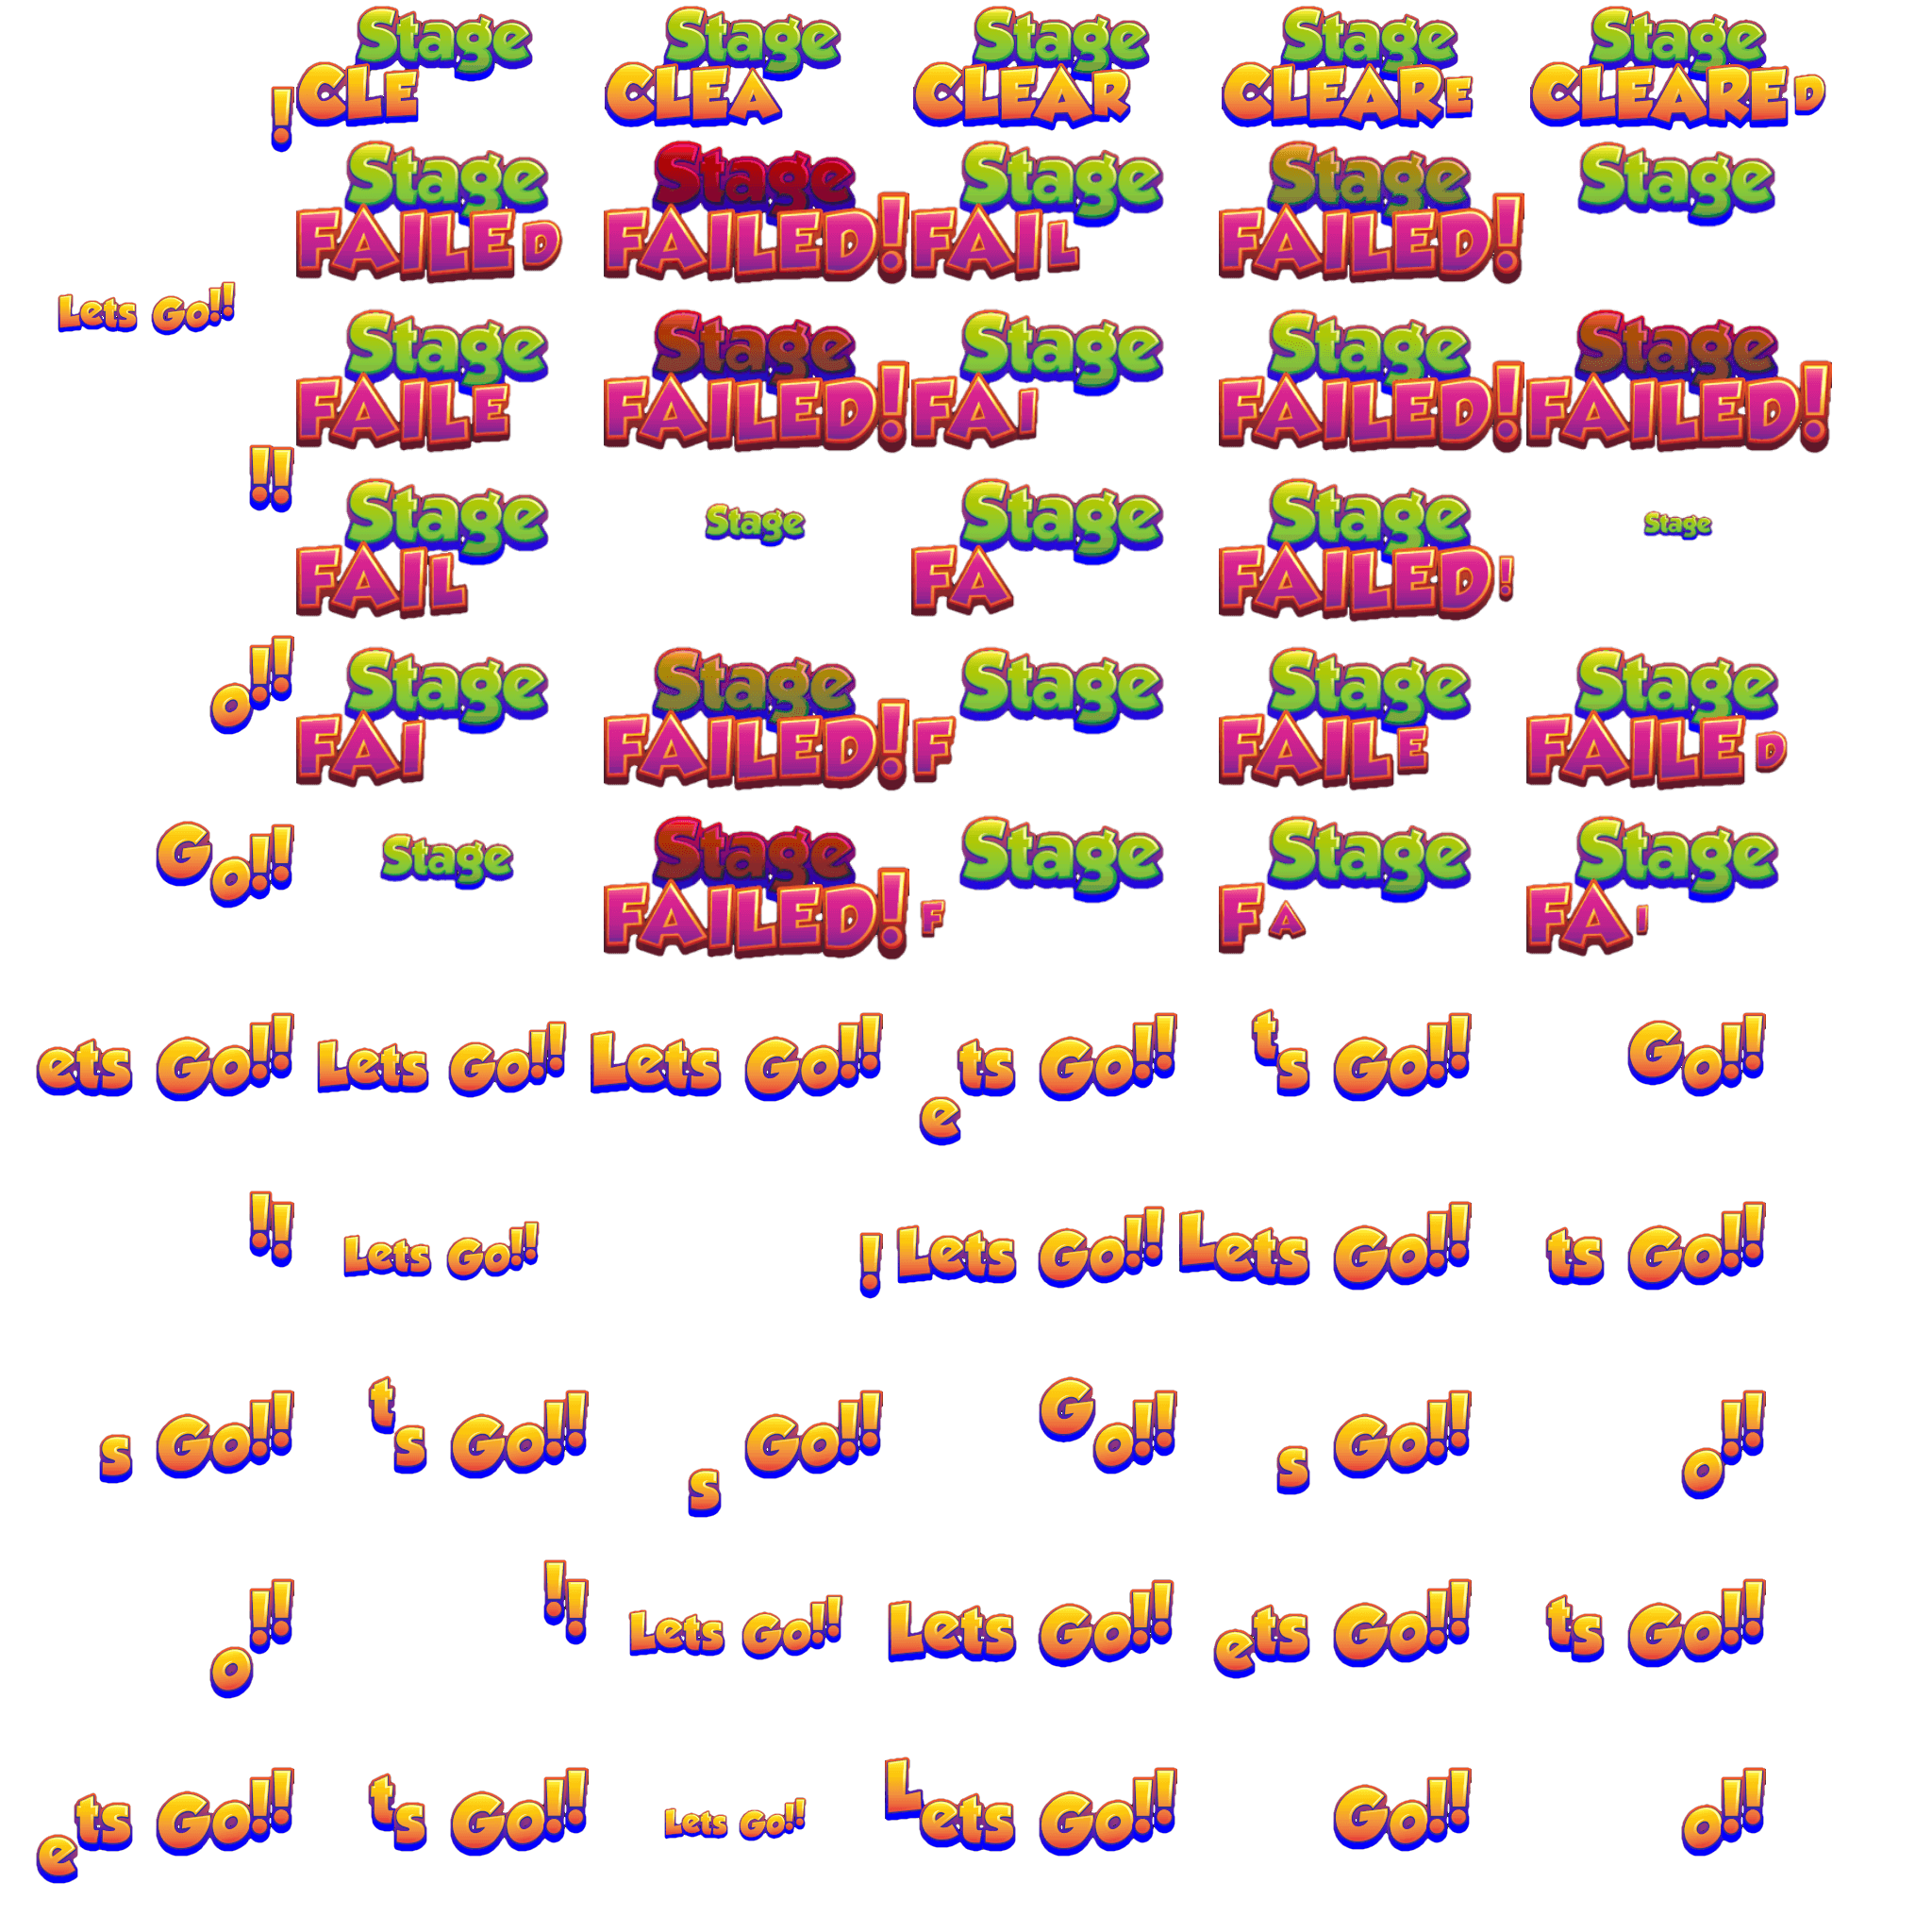 Stage Stage Stage Stage Stage
! CLE CLEA CLEAR CLEARE CLEARED
Stage Stage Stage Stage Stage
FAILED FAILED! FAIL FAILED!
Lets Go!!
Stage Stage Stage Stage Stage
FAILE FAILED! FAI FAILED! FAILED!
!!
Stage Stage Stage Stage Stage
FAIL FA FAILED!
o!!
Stage Stage Stage Stage Stage
FAI FAILED! F FAILE FAILED
Go!! Stage Stage Stage Stage Stage
FAILED! F FA FAI
ets Go!! Lets Go!! Lets Go!! ets Go!! ts Go!! Go!!
!! Lets Go!! ! Lets Go!! Lets Go!! ts Go!!
s Go!! ts Go!! s Go!! Go!! s Go!! o!!
o!! !! Lets Go!! Lets Go!! ets Go!! ts Go!!
ets Go!! ts Go!! Lets Go!! Lets Go!! Go!! o!!